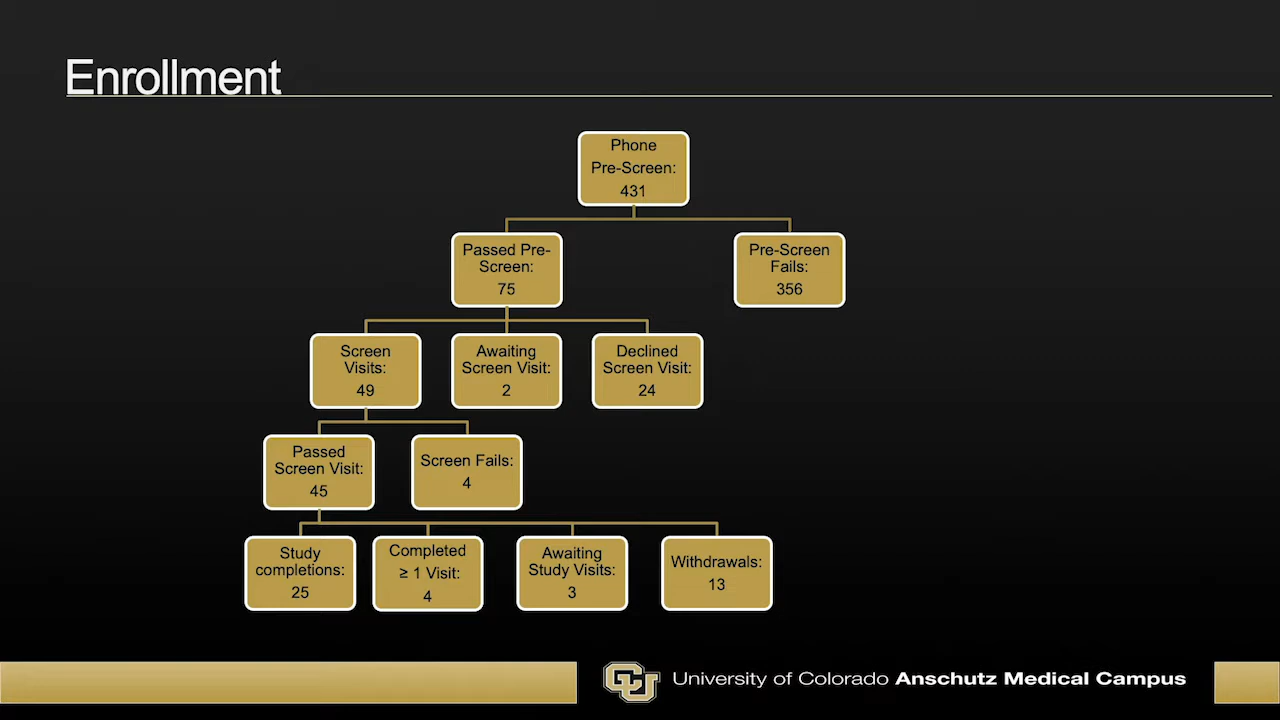 Enrollment
Phone
Pre-Screen:
431
Passed Pre-
Screen:
75
Pre-Screen
Fails:
356
Screen
Visits:
49
Awaiting
Screen Visit:
2
Declined
Screen Visit:
24
Passed
Screen Visit:
45
Screen Fails:
4
Study
completions:
25
Completed
≥ 1 Visit:
4
Awaiting
Study Visits:
3
Withdrawals:
13
CU
University of Colorado Anschutz Medical Campus